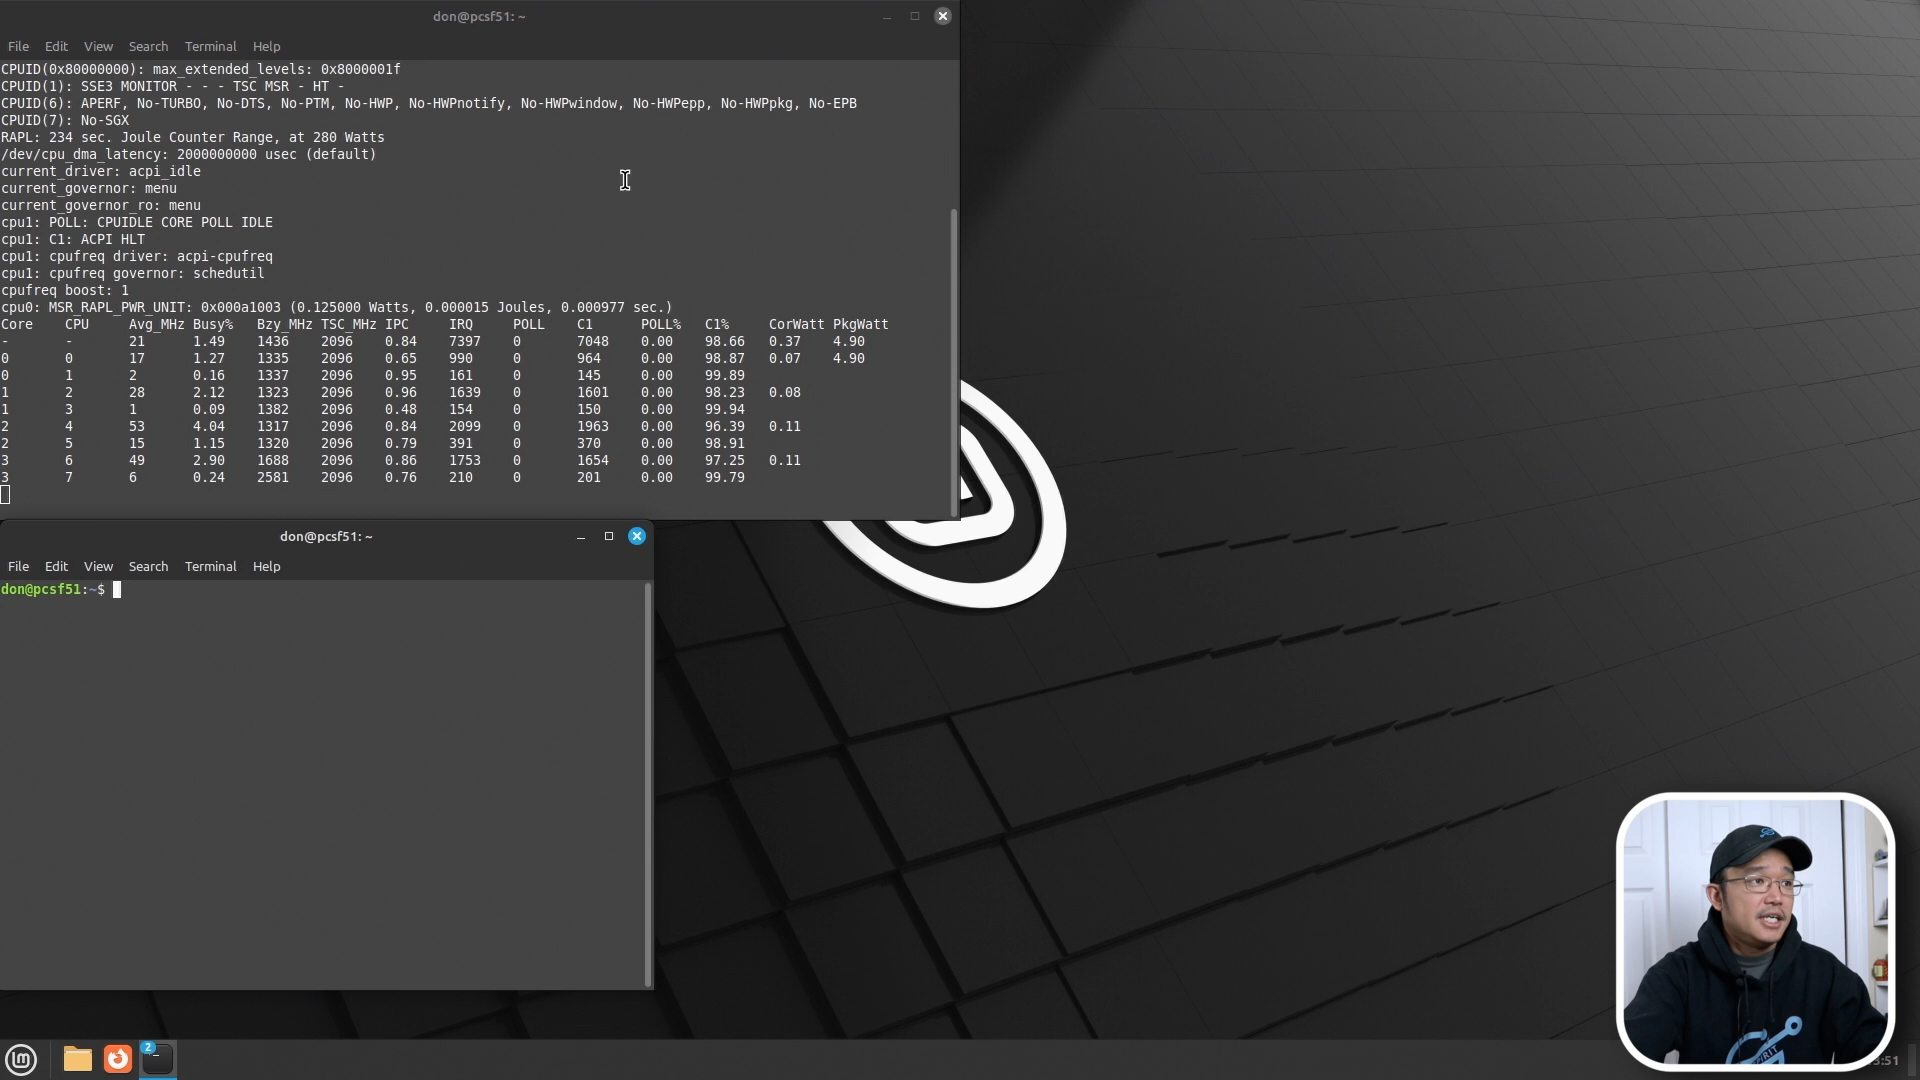 don@pcsf51: ~
File Edit View Search Terminal Help
CPUID(0x80000000): max_extended_levels: 0x8000001f
CPUID(1): SSE3 MONITOR - - - TSC MSR - HT -
CPUID(6): APERF, No-TURBO, No-DTS, No-PTM, No-HWP, No-HWPnotify, No-HWPwindow, No-HWPepp, No-HWPpkg, No-EPB
CPUID(7): No-SGX
RAPL: 234 sec. Joule Counter Range, at 280 Watts
/dev/cpu_dma_latency: 2000000000 usec (default)
current_driver: acpi_idle
current_governor: menu
current_governor_ro: menu
cpu1: POLL: CPUIDLE CORE POLL IDLE
cpu1: C1: ACPI HLT
cpu1: cpufreq driver: acpi-cpufreq
cpu1: cpufreq governor: schedutil
cpufreq boost: 1
cpu0: MSR_RAPL_PWR_UNIT: 0x000a1003 (0.125000 Watts, 0.000015 Joules, 0.000977 sec.)
Core CPU Avg_MHz Busy% Bzy_MHz TSC_MHz IPC IRQ POLL C1 POLL% C1% CorWatt PkgWatt
- - 21 1.49 1436 2096 0.84 7397 0 7048 0.00 98.66 0.37 4.90
0 0 17 1.27 1335 2096 0.65 990 0 964 0.00 98.87 0.07 4.90
0 1 2 0.16 1337 2096 0.95 161 0 145 0.00 99.89
1 2 28 2.12 1323 2096 0.96 1639 0 1601 0.00 98.23 0.08
1 3 1 0.09 1382 2096 0.48 154 0 150 0.00 99.94
2 4 53 4.04 1317 2096 0.84 2099 0 1963 0.00 96.39 0.11
2 5 15 1.15 1320 2096 0.79 391 0 370 0.00 98.91
3 6 49 2.90 1688 2096 0.86 1753 0 1654 0.00 97.25 0.11
3 7 6 0.24 2581 2096 0.76 210 0 201 0.00 99.79
don@pcsf51: ~
File Edit View Search Terminal Help
don@pcsf51:~$
2
:51